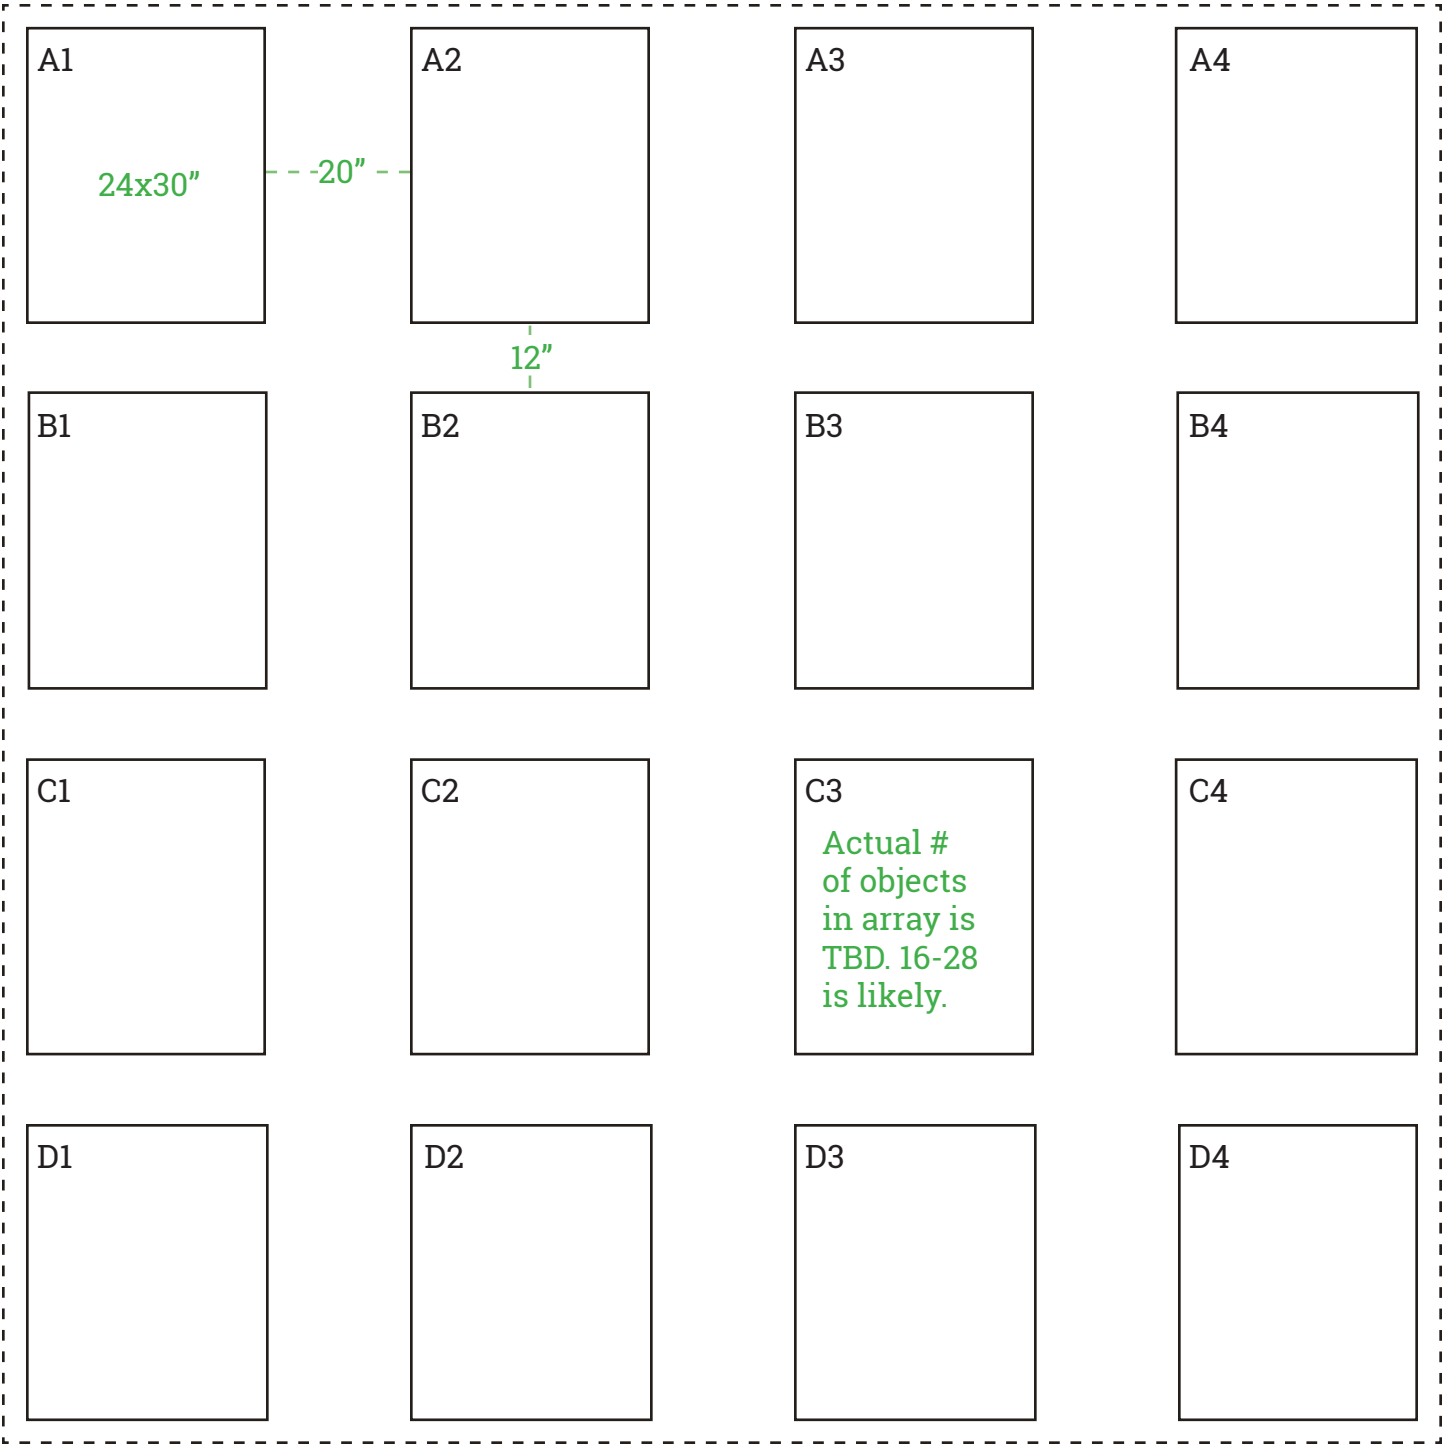 A1
A2
A3
A4
24x30”
20”
12”
B1
B2
B3
B4
C1
C2
C3
C4
Actual #
of objects
in array is
TBD. 16-28
is likely.
D1
D2
D3
D4